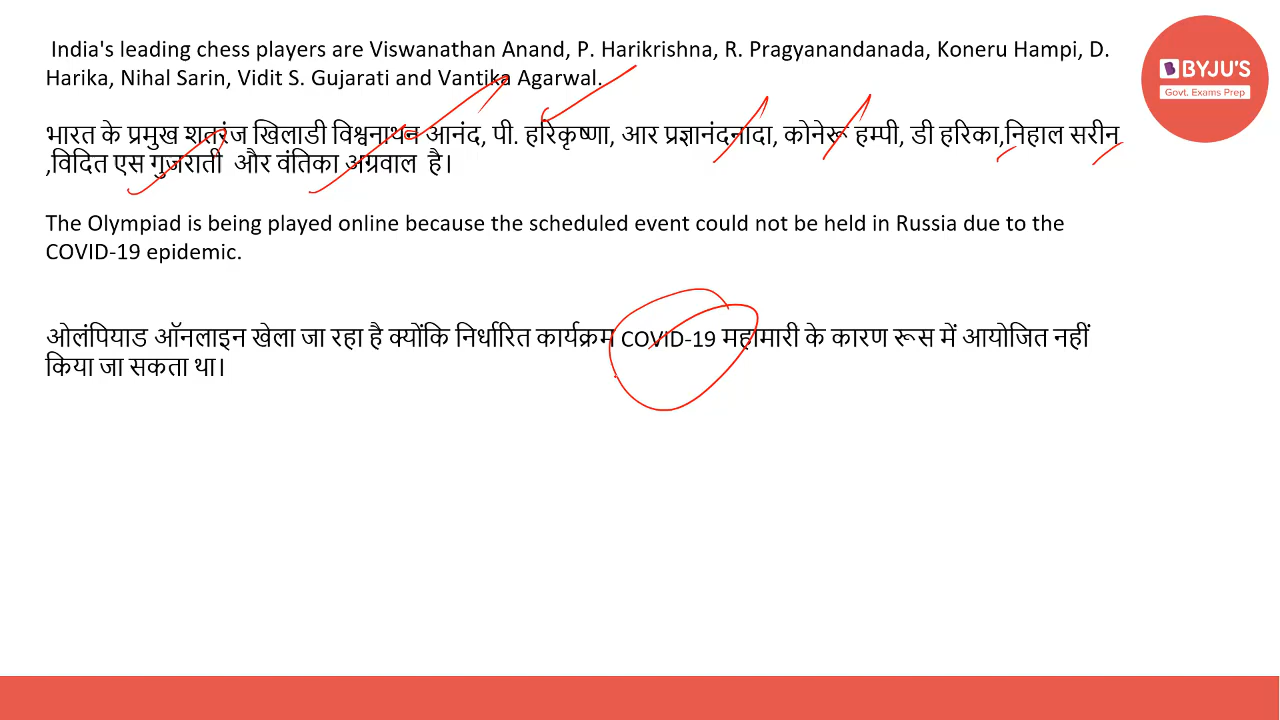 India's leading chess players are Viswanathan Anand, P. Harikrishna, R. Pragyanandanada, Koneru Hampi, D.
Harika, Nihal Sarin, Vidit S. Gujarati and Vantika Agarwal.
भारत के प्रमुख शतरंज खिलाडी विश्वनाथन आनंद, पी. हरिकृष्णा, आर प्रज्ञानंदनादा, कोनेरू हम्पी, डी हरिका,निहाल सरीन
,विदित एस गुजराती और वंतिका अग्रवाल है।
The Olympiad is being played online because the scheduled event could not be held in Russia due to the
COVID-19 epidemic.
ओलंपियाड ऑनलाइन खेला जा रहा है क्योंकि निर्धारित कार्यक्रम COVID-19 महामारी के कारण रूस में आयोजित नहीं
किया जा सकता था।
BYJU'S
Govt. Exams Prep